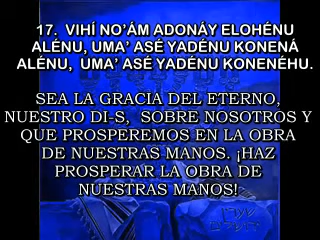 17. VIHÍ NO’ÁM ADONÁY ELOHÉNU
ALÉNU, UMA’ ASÉ YADÉNU KONENÁ
ALÉNU, UMA’ ASÉ YADÉNU KONENÉHU.
SEA LA GRACIA DEL ETERNO,
NUESTRO DI-S, SOBRE NOSOTROS Y
QUE PROSPEREMOS EN LA OBRA
DE NUESTRAS MANOS. ¡HAZ
PROSPERAR LA OBRA DE
NUESTRAS MANOS!